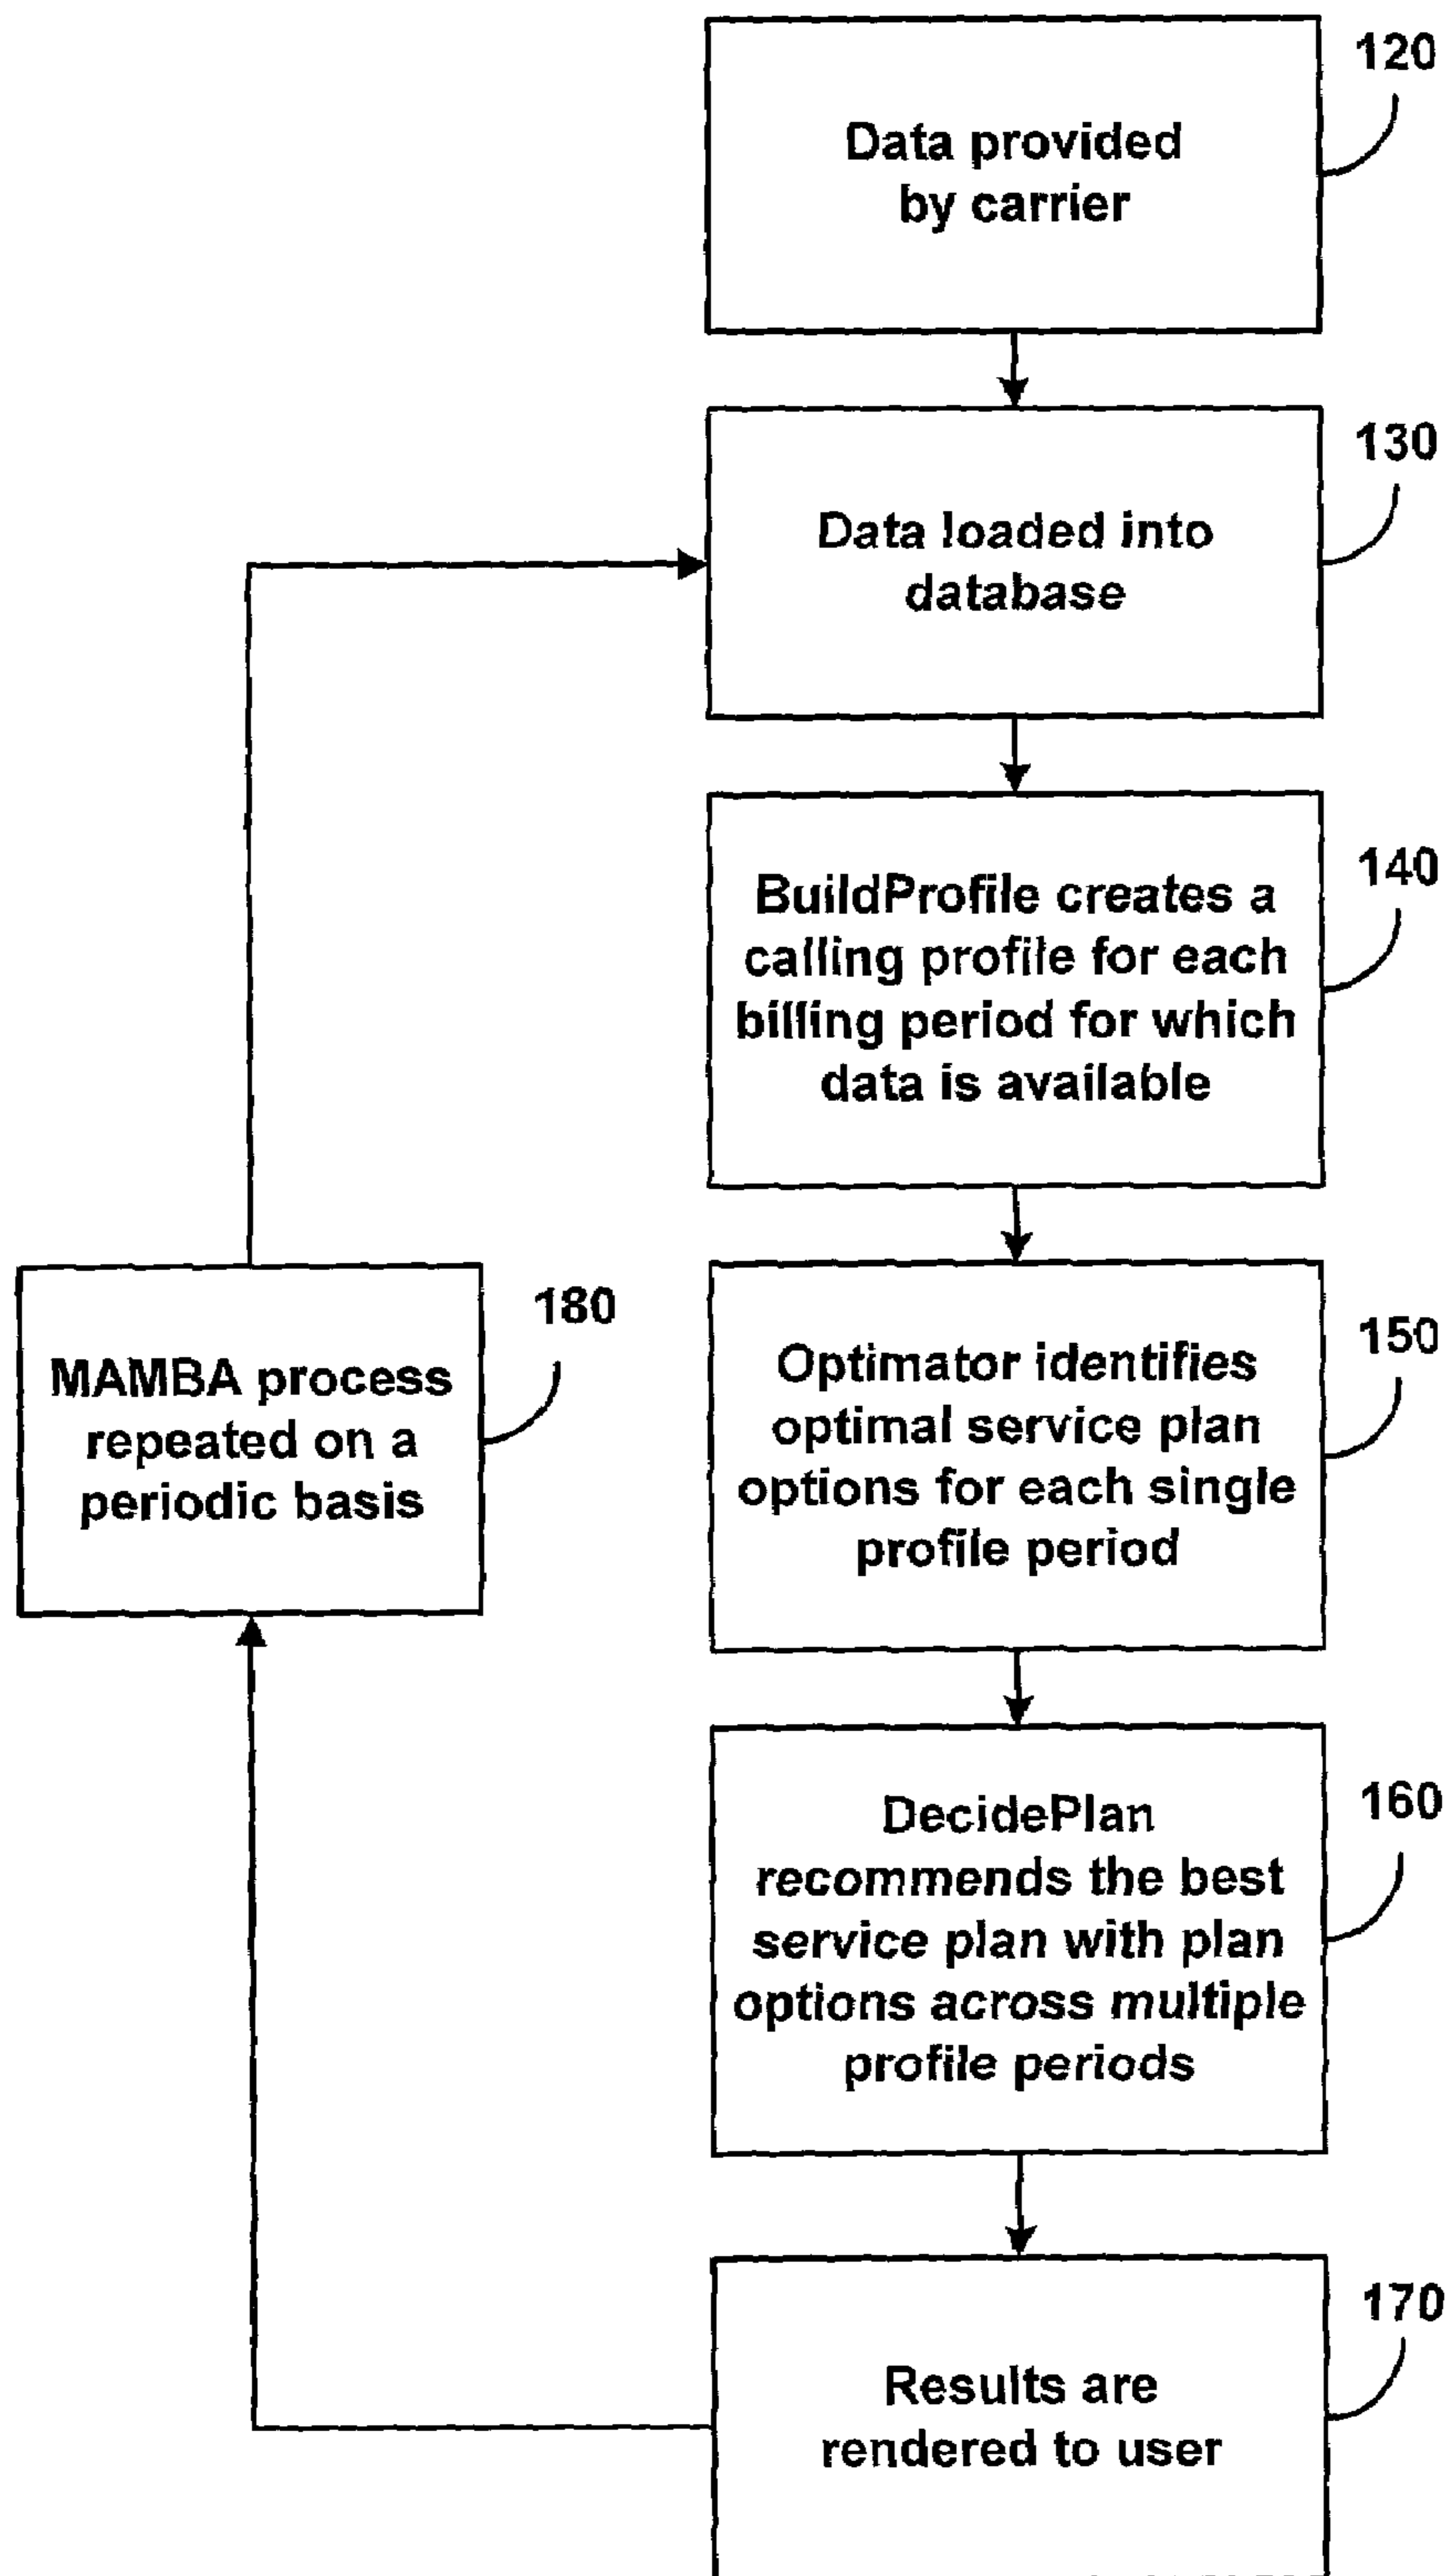 120
Data provided
by carrier
130
Data loaded into
database
140
BuildProfile creates a
calling profile for each
billing period for which
data is available
150
Optimator identifies
optimal service plan
options for each single
profile period
180
MAMBA process
repeated on a
periodic basis
160
DecidePlan
recommends the best
service plan with plan
options across multiple
profile periods
170
Results are
rendered to user